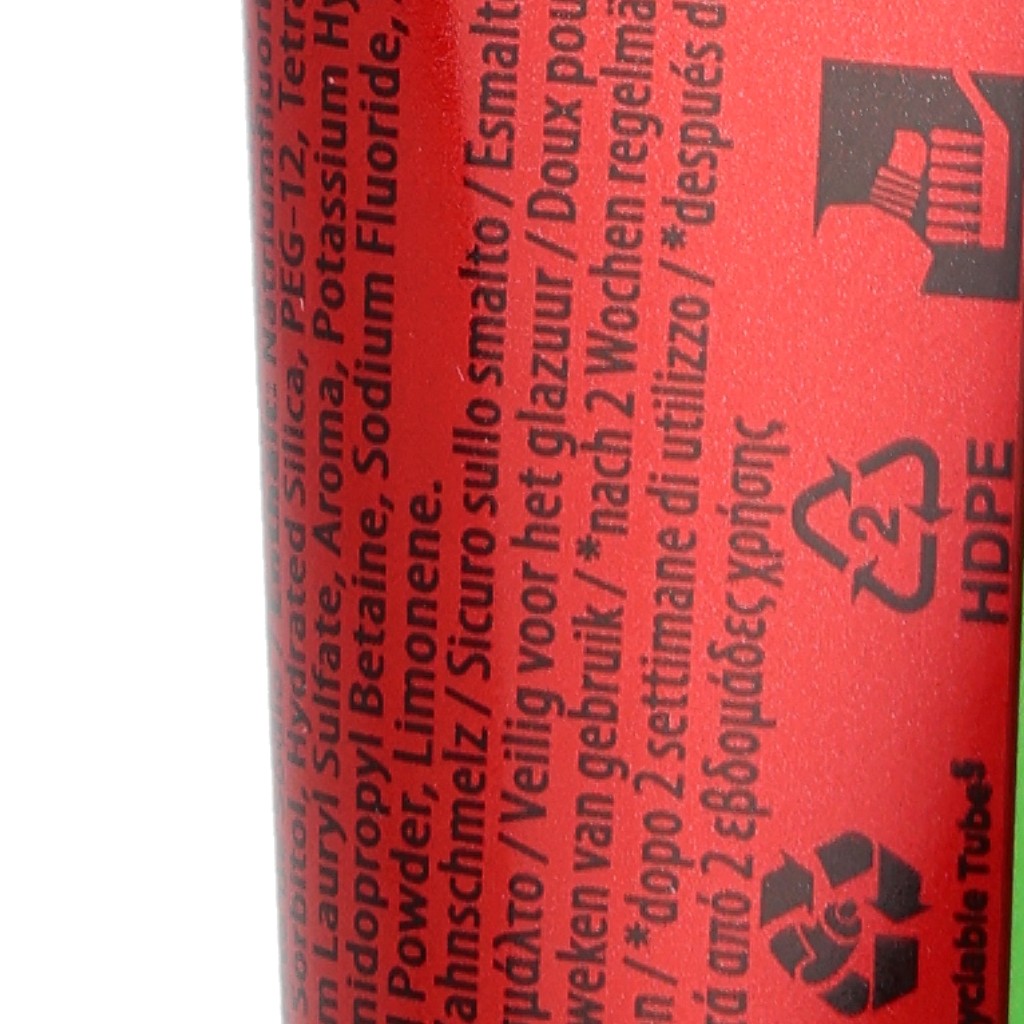 Sorbitol, Hydrated Silica, PEG-12, Tetra
m Lauryl Sulfate, Aroma, Potassium Hy
midopropyl Betaine, Sodium Fluoride,
Powder, Limonene.
ahnschmelz / Sicuro sullo smalto / Esmalt
μάλτο / Veilig voor het glazuur / Doux pou
weken van gebruik / *nach 2 Wochen regelmä
n / *dopo 2 settimane di utilizzo / *después d
ά από 2 εβδομάδες χρήσης
2
HDPE
yclable Tube